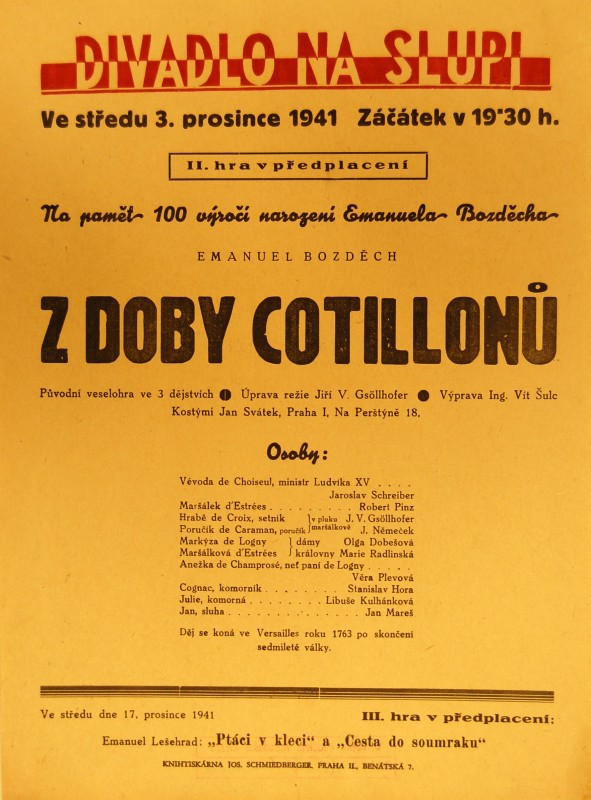 DIVADLO NA SLUPI
Ve středu 3. prosince 1941 Záčátek v 19·30 h.
II. hra v předplacení
Na paměť 100 výročí narození Emanuela Bozděcha
EMANUEL BOZDĚCH
Z DOBY COTILLONŮ
Původní veselohra ve 3 dějstvích ● Úprava režie Jiří V. Gsöllhofer ● Výprava Ing. Vít Šulc
Kostými Jan Svátek, Praha I, Na Perštýně 18.
Osoby:
Vévoda de Choiseul, ministr Ludvíka XV . . . .
Jaroslav Schreiber
Maršálek d'Estrées . . . . . . . . . Robert Pinz
Hrabě de Croix, setník } v pluku J. V. Gsöllhofer
Poručík de Caraman, poručík } maršálkově J. Němeček
Markýza de Logny } dámy Olga Dobešová
Maršálková d'Estrées } královny Marie Radlinská
Anežka de Champrosé, neť paní de Logny . . . . .
Věra Plevová
Cognac, komorník . . . . . . . . Stanislav Hora
Julie, komorná . . . . . . . . Libuše Kulhánková
Jan, sluha . . . . . . . . . . . . . Jan Mareš
Děj se koná ve Versailles roku 1763 po skončení
sedmileté války.
Ve středu dne 17. prosince 1941 III. hra v předplacení:
Emanuel Lešehrad: „Ptáci v kleci“ a „Cesta do soumraku“
KNIHTISKÁRNA JOS. SCHMIEDBERGER, PRAHA II., BENÁTSKÁ 7.